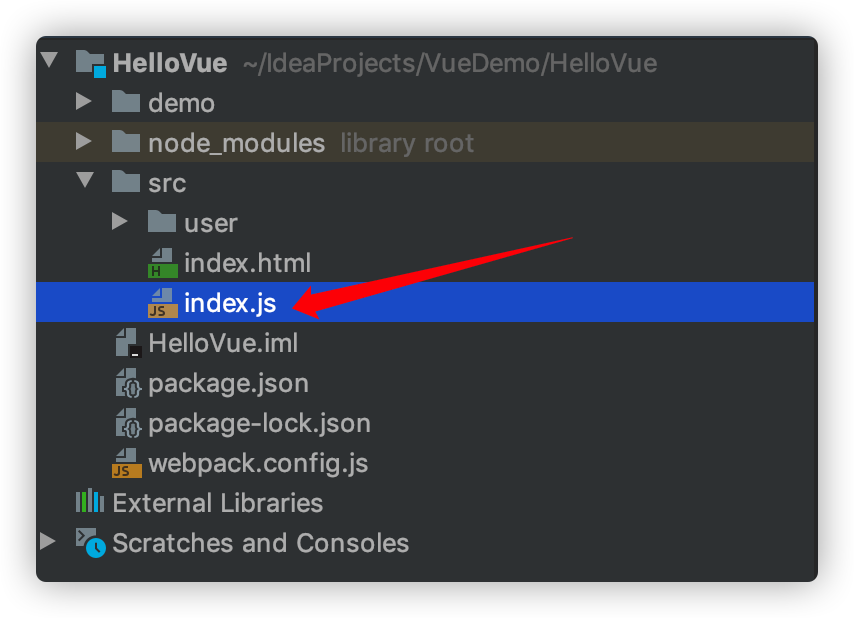 HelloVue ~/IdeaProjects/VueDemo/HelloVue
demo
node_modules library root
src
user
H index.html
JS index.js
HelloVue.iml
{} package.json
{} package-lock.json
JS webpack.config.js
External Libraries
Scratches and Consoles